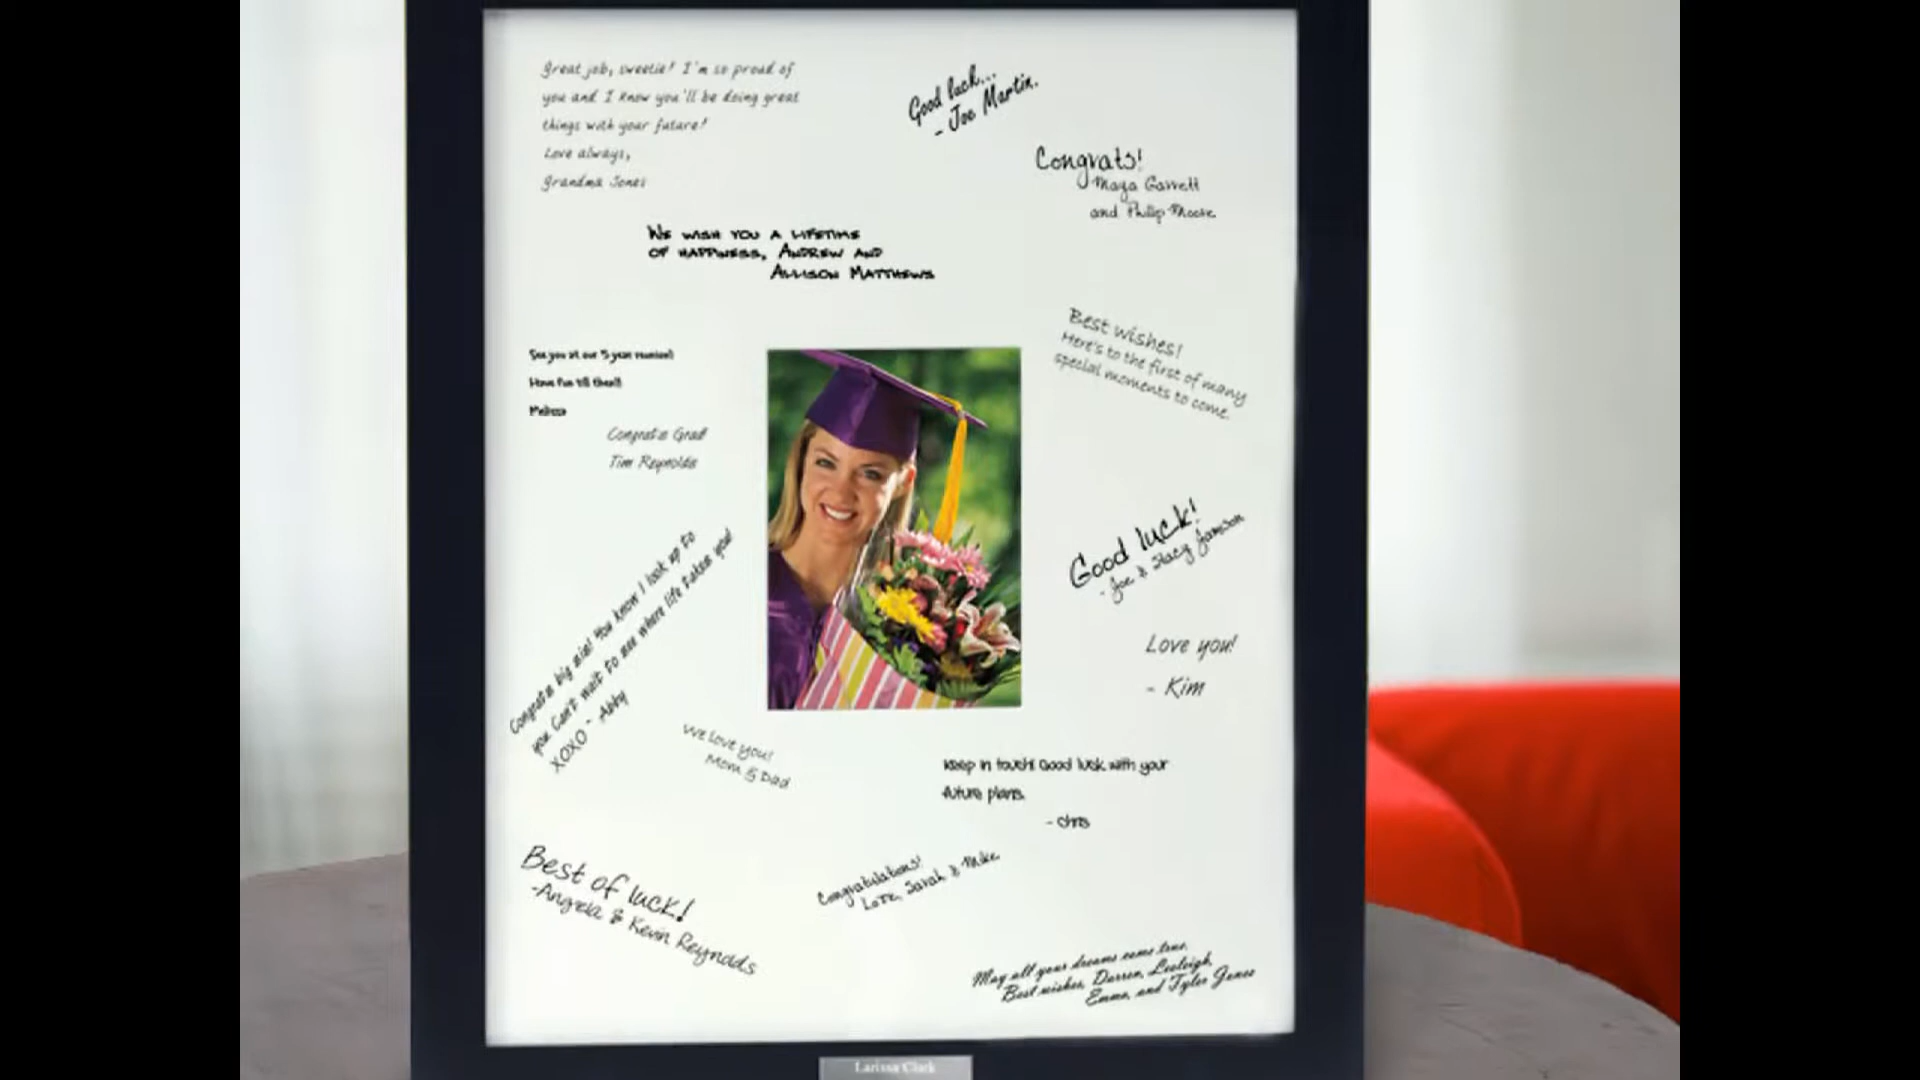 Great job, sweetie! I'm so proud of
you and I know you'll be doing great
things with your future!
Love always,
Grandma Jones
Good luck...
- Joe Martin.
Congrats!
Maya Garrett
and Philip Moore
We wish you a lifetime
of happiness, Andrew and
Allison Matthews
Best wishes!
Here's to the first of many
special moments to come.
See you at our 5 year reunion!
Have fun till then!!
Melissa
Congrats Grad!
Tim Reynolds
Good luck!
- Joe & Stacy Jamison
Congrats big sis! You know I look up to
you. Can't wait to see where life takes you!
XOXO - Abby
Love you!
- Kim
We love you!
Mom & Dad
Keep in touch! Good luck with your
future plans.
- Chris
Best of luck!
-Angela & Kevin Reynolds
Congratulations!
Love, Sarah & Mike
May all your dreams come true.
Best wishes, Darren, Lesleigh,
Emma, and Tyler Jones
Larissa Clark